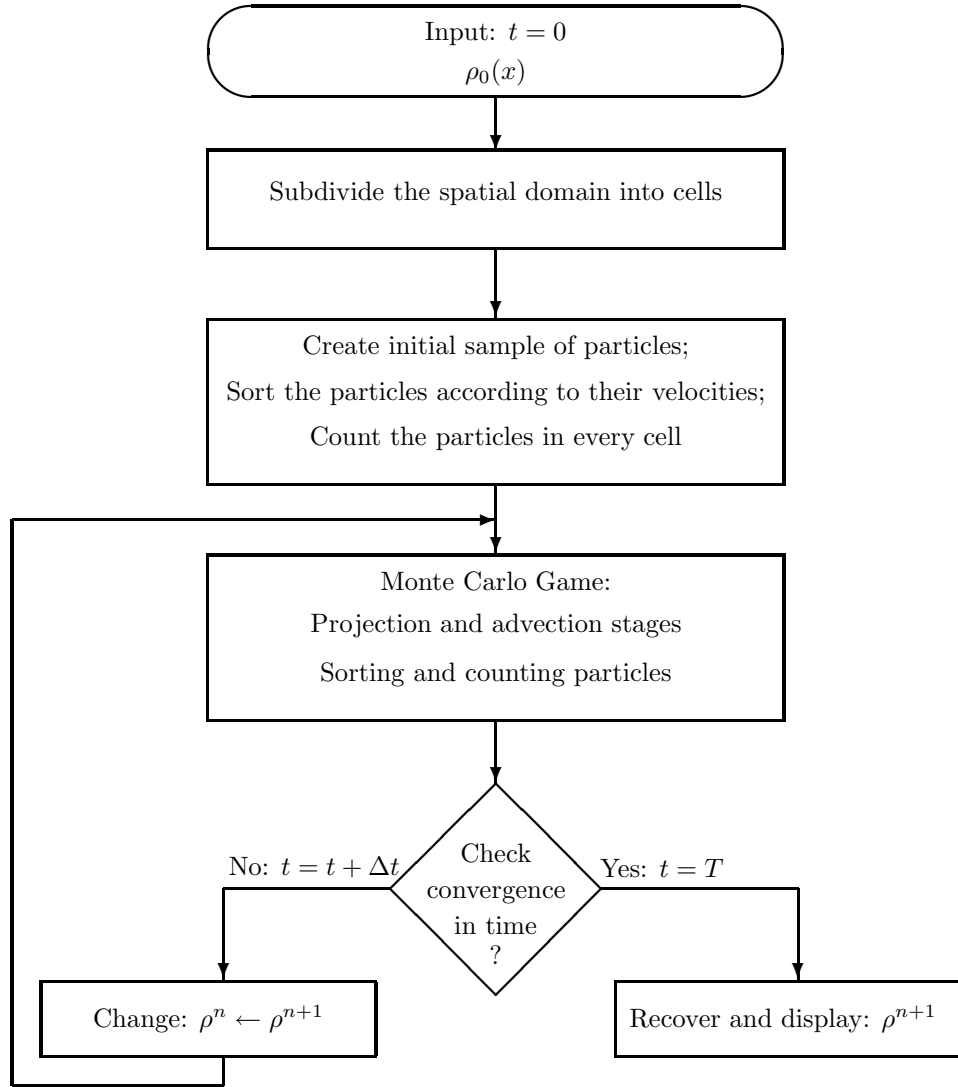 Input: t = 0
ρ₀(x)
Subdivide the spatial domain into cells
Create initial sample of particles;
Sort the particles according to their velocities;
Count the particles in every cell
Monte Carlo Game:
Projection and advection stages
Sorting and counting particles
Check
convergence
in time
?
No: t = t + Δt
Yes: t = T
Change: ρⁿ ← ρⁿ⁺¹
Recover and display: ρⁿ⁺¹